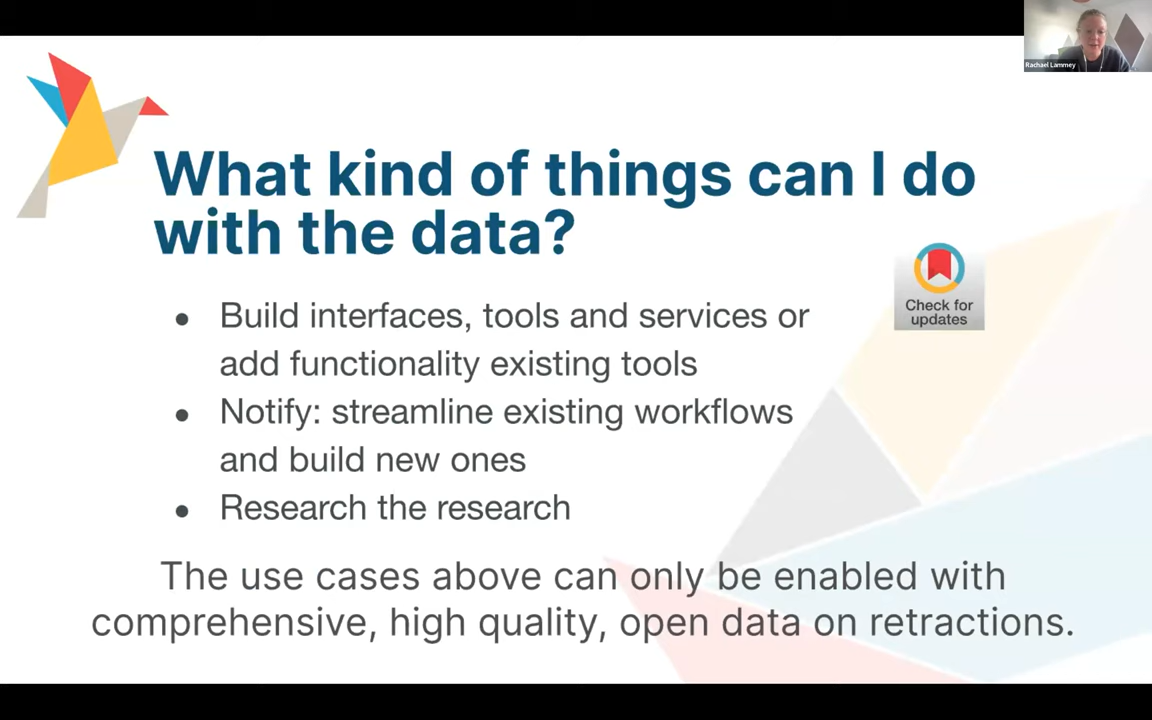 Rachael Lammey
What kind of things can I do
with the data?
Check for
updates
• Build interfaces, tools and services or
add functionality existing tools
• Notify: streamline existing workflows
and build new ones
• Research the research
The use cases above can only be enabled with
comprehensive, high quality, open data on retractions.